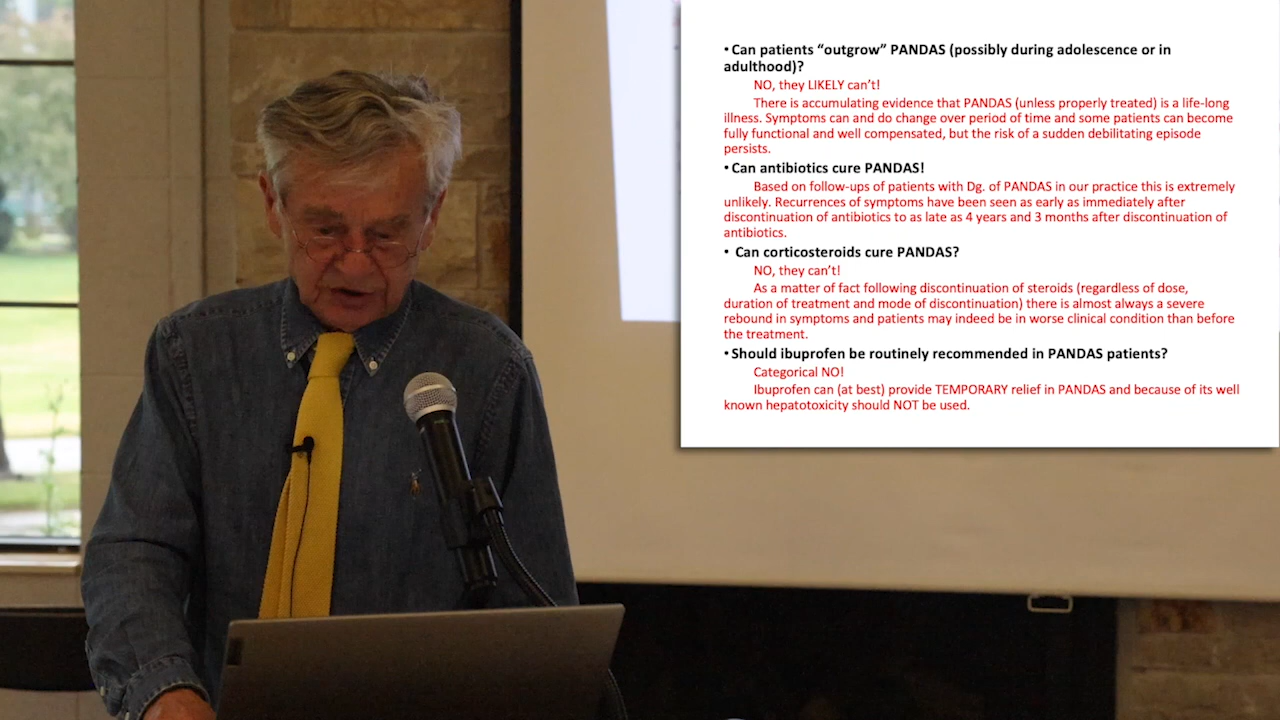 • Can patients “outgrow” PANDAS (possibly during adolescence or in
adulthood)?
NO, they LIKELY can’t!
There is accumulating evidence that PANDAS (unless properly treated) is a life-long
illness. Symptoms can and do change over period of time and some patients can become
fully functional and well compensated, but the risk of a sudden debilitating episode
persists.
• Can antibiotics cure PANDAS!
Based on follow-ups of patients with Dg. of PANDAS in our practice this is extremely
unlikely. Recurrences of symptoms have been seen as early as immediately after
discontinuation of antibiotics to as late as 4 years and 3 months after discontinuation of
antibiotics.
• Can corticosteroids cure PANDAS?
NO, they can’t!
As a matter of fact following discontinuation of steroids (regardless of dose,
duration of treatment and mode of discontinuation) there is almost always a severe
rebound in symptoms and patients may indeed be in worse clinical condition than before
the treatment.
• Should ibuprofen be routinely recommended in PANDAS patients?
Categorical NO!
Ibuprofen can (at best) provide TEMPORARY relief in PANDAS and because of its well
known hepatotoxicity should NOT be used.